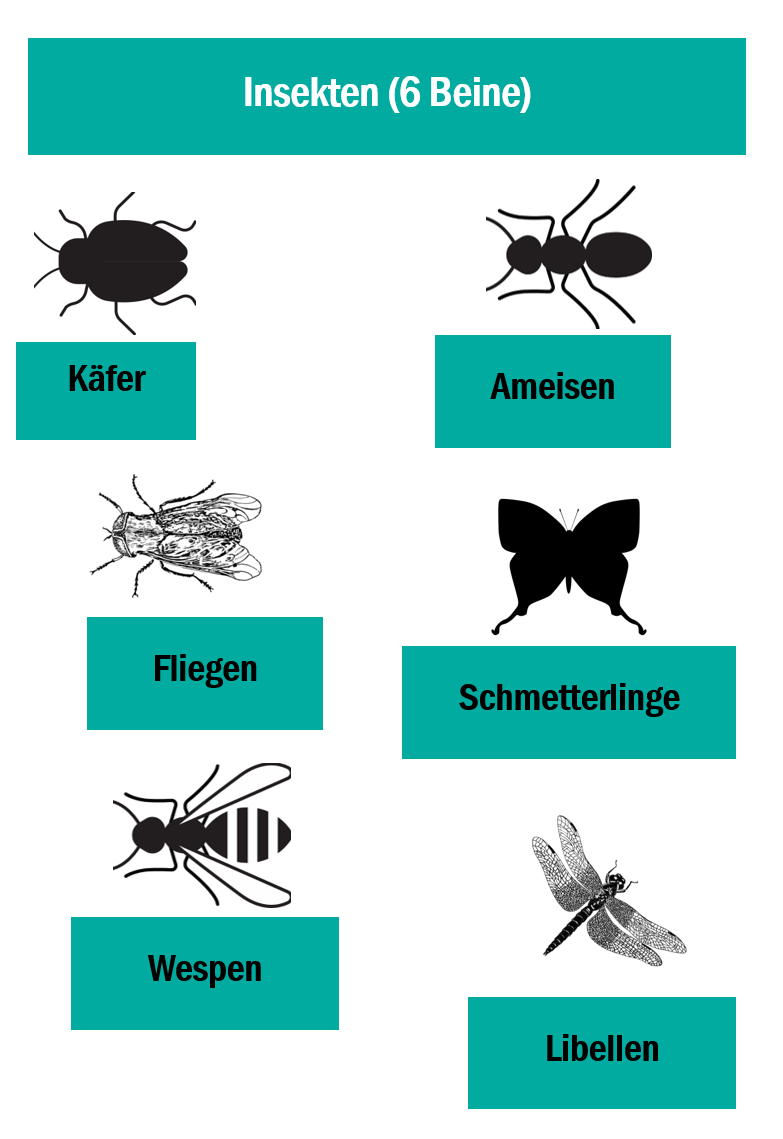 Insekten (6 Beine)
Käfer
Ameisen
Fliegen
Schmetterlinge
Wespen
Libellen